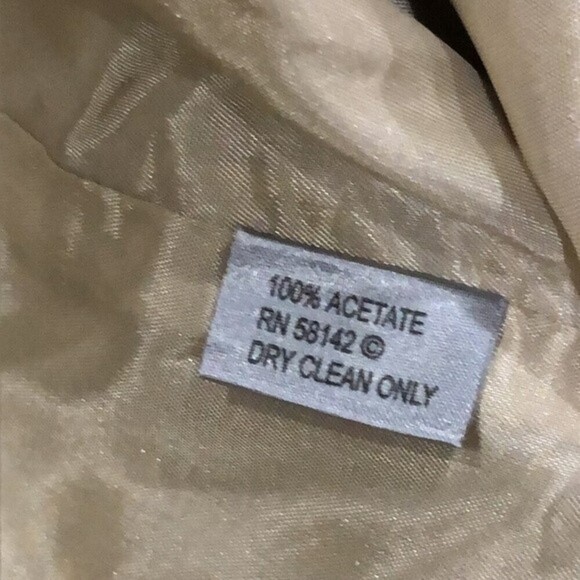 100% ACETATE
RN 58142 ©
DRY CLEAN ONLY